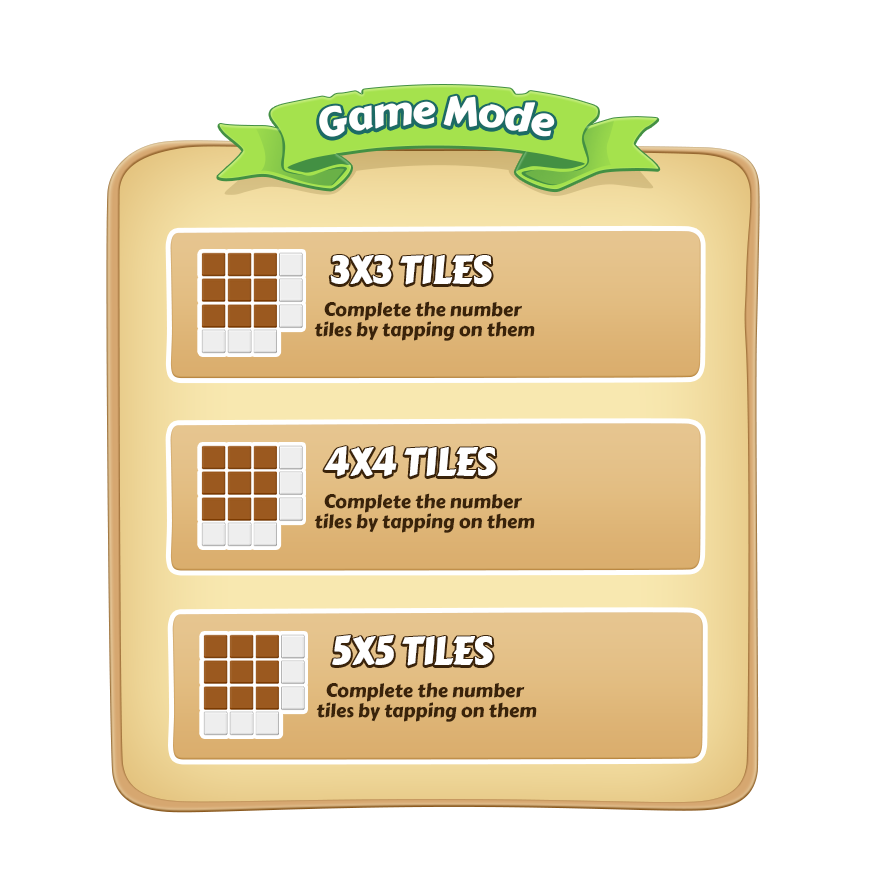 Game Mode
3X3 TILES
Complete the number
tiles by tapping on them
4X4 TILES
Complete the number
tiles by tapping on them
5X5 TILES
Complete the number
tiles by tapping on them